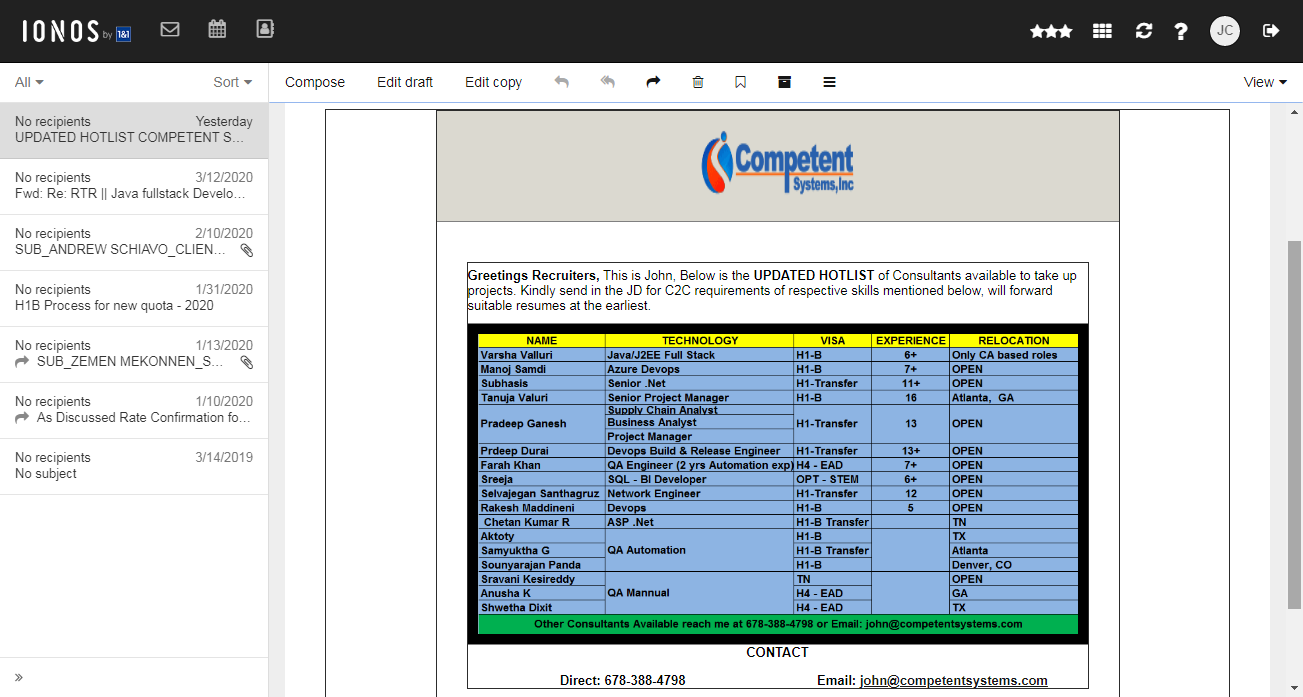 IONOS by 1&1
JC
All
Sort
Compose
Edit draft
Edit copy
View
No recipients Yesterday
UPDATED HOTLIST COMPETENT S...
No recipients 3/12/2020
Fwd: Re: RTR || Java fullstack Develo...
No recipients 2/10/2020
SUB_ANDREW SCHIAVO_CLIEN...
No recipients 1/31/2020
H1B Process for new quota - 2020
No recipients 1/13/2020
SUB_ZEMEN MEKONNEN_S...
No recipients 1/10/2020
As Discussed Rate Confirmation fo...
No recipients 3/14/2019
No subject
Competent
Systems,Inc
Greetings Recruiters, This is John, Below is the UPDATED HOTLIST of Consultants available to take up
projects. Kindly send in the JD for C2C requirements of respective skills mentioned below, will forward
suitable resumes at the earliest.
NAME TECHNOLOGY VISA EXPERIENCE RELOCATION
Varsha Valluri Java/J2EE Full Stack H1-B 6+ Only CA based roles
Manoj Samdi Azure Devops H1-B 7+ OPEN
Subhasis Senior .Net H1-Transfer 11+ OPEN
Tanuja Valuri Senior Project Manager H1-B 16 Atlanta, GA
Supply Chain Analyst
Pradeep Ganesh Business Analyst H1-Transfer 13 OPEN
Project Manager
Prdeep Durai Devops Build & Release Engineer H1-Transfer 13+ OPEN
Farah Khan QA Engineer (2 yrs Automation exp) H4 - EAD 7+ OPEN
Sreeja SQL - BI Developer OPT - STEM 6+ OPEN
Selvajegan Santhagruz Network Engineer H1-Transfer 12 OPEN
Rakesh Maddineni Devops H1-B 5 OPEN
Chetan Kumar R ASP .Net H1-B Transfer TN
Aktoty H1-B TX
Samyuktha G QA Automation H1-B Transfer Atlanta
Sounyarajan Panda H1-B Denver, CO
Sravani Kesireddy TN OPEN
Anusha K QA Mannual H4 - EAD GA
Shwetha Dixit H4 - EAD TX
Other Consultants Available reach me at 678-388-4798 or Email: john@competentsystems.com
CONTACT
Direct: 678-388-4798 Email: john@competentsystems.com